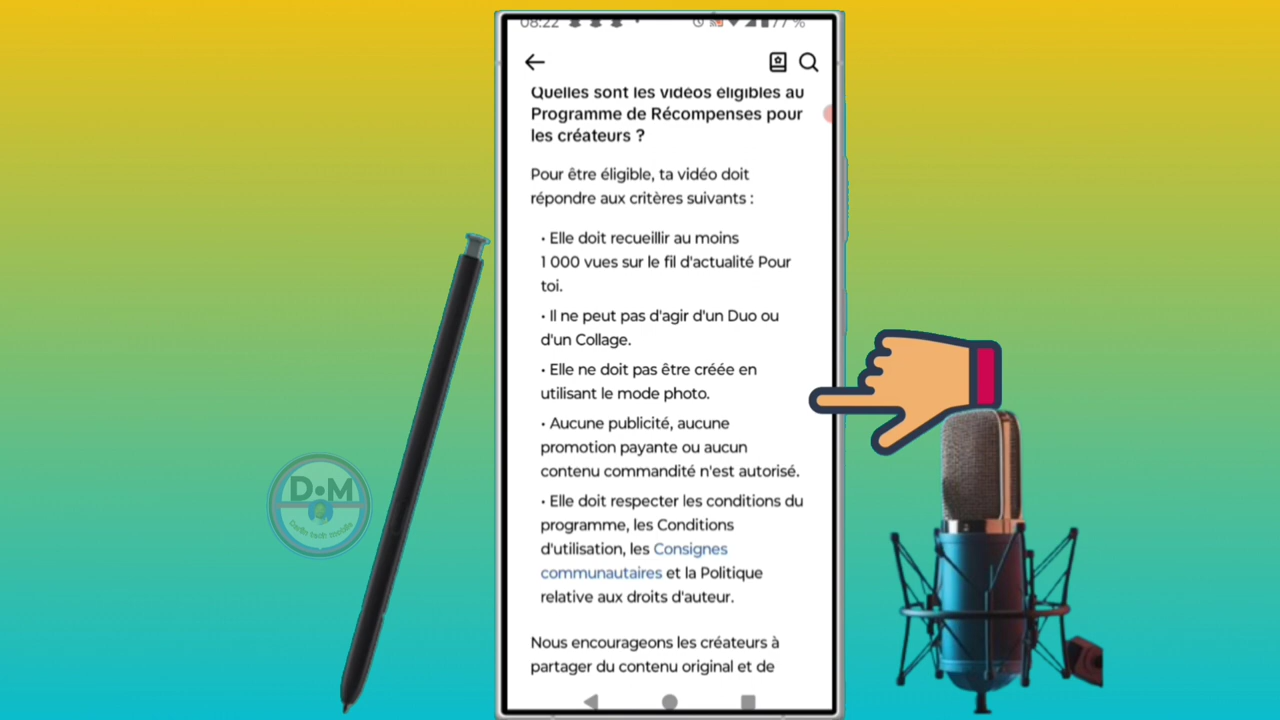 08:22
77 %
Quelles sont les vidéos éligibles au
Programme de Récompenses pour
les créateurs ?
Pour être éligible, ta vidéo doit
répondre aux critères suivants :
• Elle doit recueillir au moins
1 000 vues sur le fil d'actualité Pour
toi.
• Il ne peut pas d'agir d'un Duo ou
d'un Collage.
• Elle ne doit pas être créée en
utilisant le mode photo.
• Aucune publicité, aucune
promotion payante ou aucun
contenu commandité n'est autorisé.
• Elle doit respecter les conditions du
programme, les Conditions
d'utilisation, les Consignes
communautaires et la Politique
relative aux droits d'auteur.
Nous encourageons les créateurs à
partager du contenu original et de
D•M